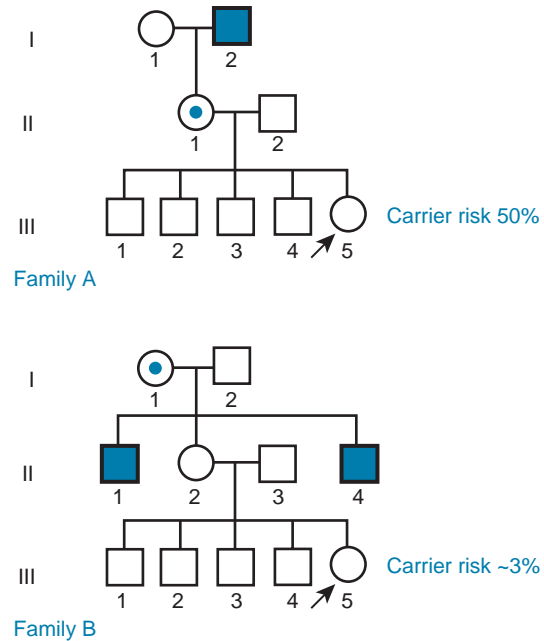 I
1 2
II
1 2
III
1 2 3 4 5
Carrier risk 50%
Family A
I
1 2
II
1 2 3 4
III
1 2 3 4 5
Carrier risk ~3%
Family B